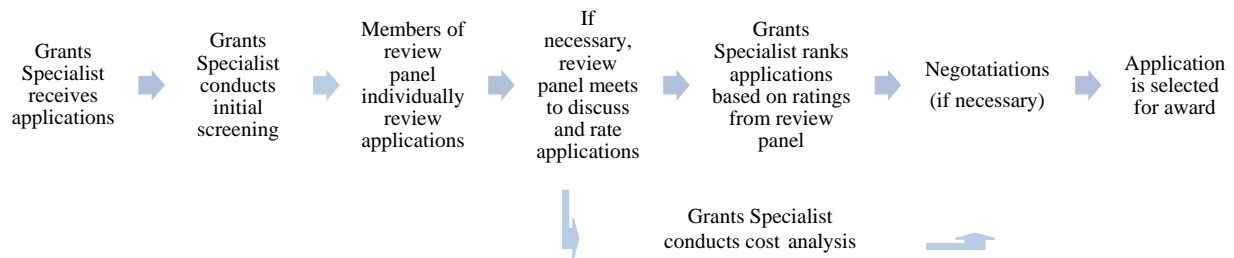 Grants
Specialist
receives
applications
Grants
Specialist
conducts
initial
screening
Members of
review
panel
individually
review
applications
If
necessary,
review
panel meets
to discuss
and rate
applications
Grants
Specialist ranks
applications
based on ratings
from review
panel
Negotatiations
(if necessary)
Application
is selected
for award
Grants Specialist
conducts cost analysis